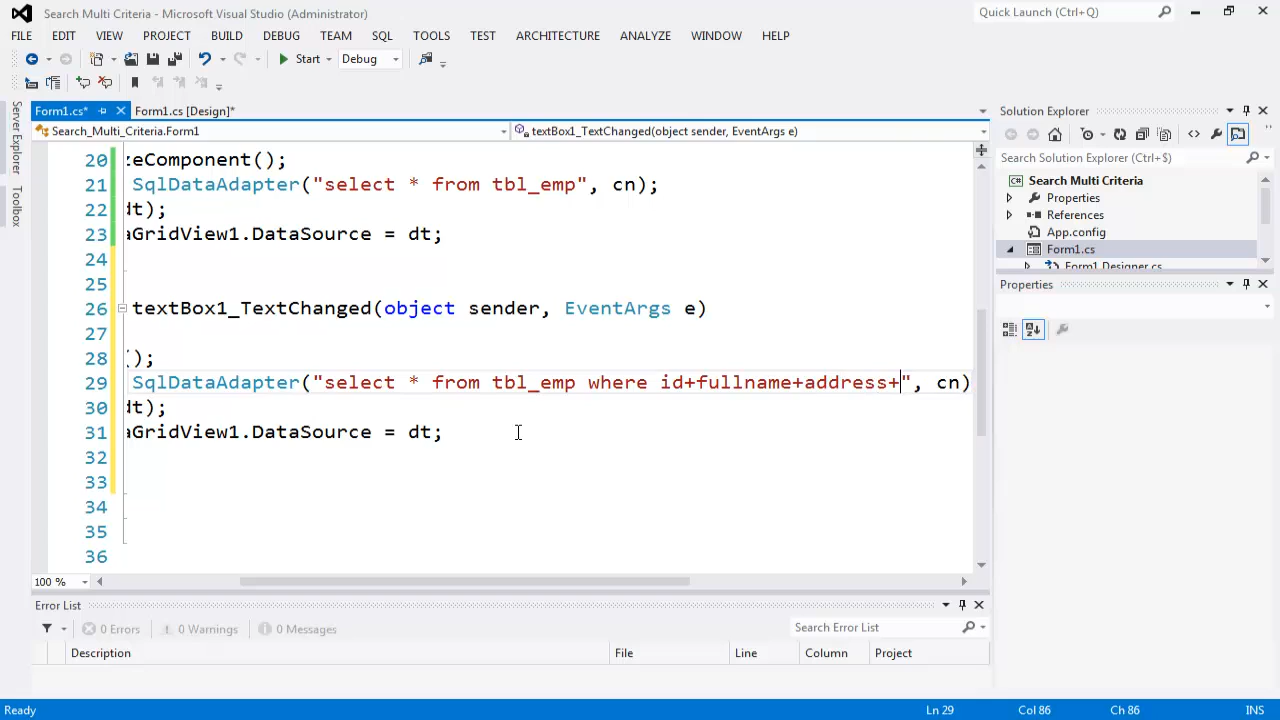 Search Multi Criteria - Microsoft Visual Studio (Administrator)
Quick Launch (Ctrl+Q)
FILE EDIT VIEW PROJECT BUILD DEBUG TEAM SQL TOOLS TEST ARCHITECTURE ANALYZE WINDOW HELP
Start Debug
Server Explorer
Toolbox
Form1.cs* Form1.cs [Design]*
Search_Multi_Criteria.Form1 textBox1_TextChanged(object sender, EventArgs e)
20 zeComponent();
21 SqlDataAdapter("select * from tbl_emp", cn);
22 dt);
23 aGridView1.DataSource = dt;
24
25
26 textBox1_TextChanged(object sender, EventArgs e)
27
28 ();
29 SqlDataAdapter("select * from tbl_emp where id+fullname+address+", cn)
30 dt);
31 aGridView1.DataSource = dt;
32
33
34
35
36
100 %
Error List
0 Errors 0 Warnings 0 Messages
Search Error List
Description File Line Column Project
Solution Explorer
Search Solution Explorer (Ctrl+$)
Search Multi Criteria
Properties
References
App.config
Form1.cs
Form1.Designer.cs
Properties
Ready Ln 29 Col 86 Ch 86 INS